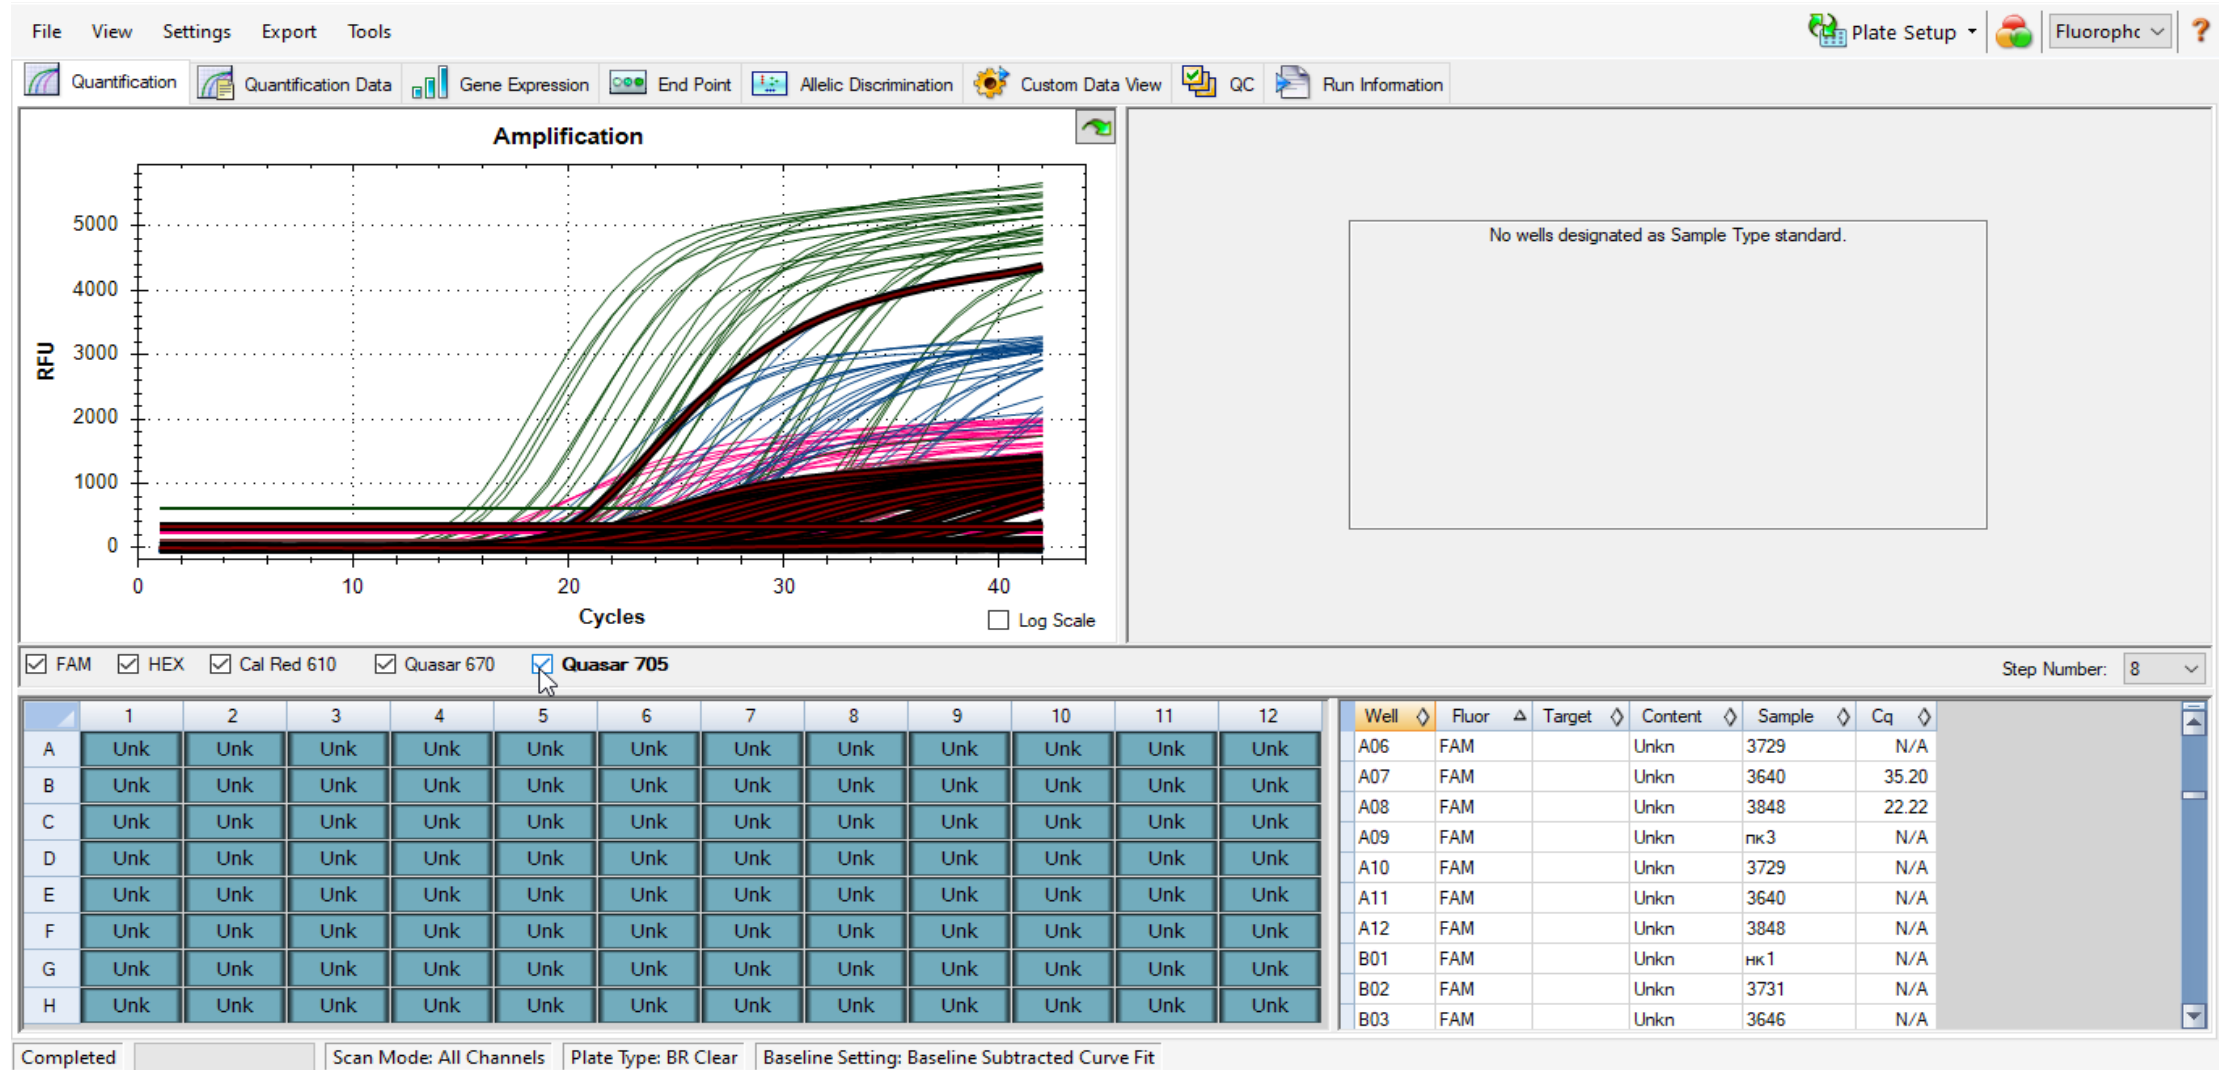 File View Settings Export Tools Plate Setup Fluorophc ?
Quantification Quantification Data Gene Expression End Point Allelic Discrimination Custom Data View QC Run Information
Amplification
5000
4000
3000
2000
1000
0
RFU
0 10 20 30 40
Cycles
Log Scale
No wells designated as Sample Type standard.
FAM HEX Cal Red 610 Quasar 670 Quasar 705 Step Number: 8
1 2 3 4 5 6 7 8 9 10 11 12
A Unk Unk Unk Unk Unk Unk Unk Unk Unk Unk Unk Unk
B Unk Unk Unk Unk Unk Unk Unk Unk Unk Unk Unk Unk
C Unk Unk Unk Unk Unk Unk Unk Unk Unk Unk Unk Unk
D Unk Unk Unk Unk Unk Unk Unk Unk Unk Unk Unk Unk
E Unk Unk Unk Unk Unk Unk Unk Unk Unk Unk Unk Unk
F Unk Unk Unk Unk Unk Unk Unk Unk Unk Unk Unk Unk
G Unk Unk Unk Unk Unk Unk Unk Unk Unk Unk Unk Unk
H Unk Unk Unk Unk Unk Unk Unk Unk Unk Unk Unk Unk
Well Fluor Target Content Sample Cq
A06 FAM Unkn 3729 N/A
A07 FAM Unkn 3640 35.20
A08 FAM Unkn 3848 22.22
A09 FAM Unkn пк3 N/A
A10 FAM Unkn 3729 N/A
A11 FAM Unkn 3640 N/A
A12 FAM Unkn 3848 N/A
B01 FAM Unkn нк1 N/A
B02 FAM Unkn 3731 N/A
B03 FAM Unkn 3646 N/A
Completed Scan Mode: All Channels Plate Type: BR Clear Baseline Setting: Baseline Subtracted Curve Fit